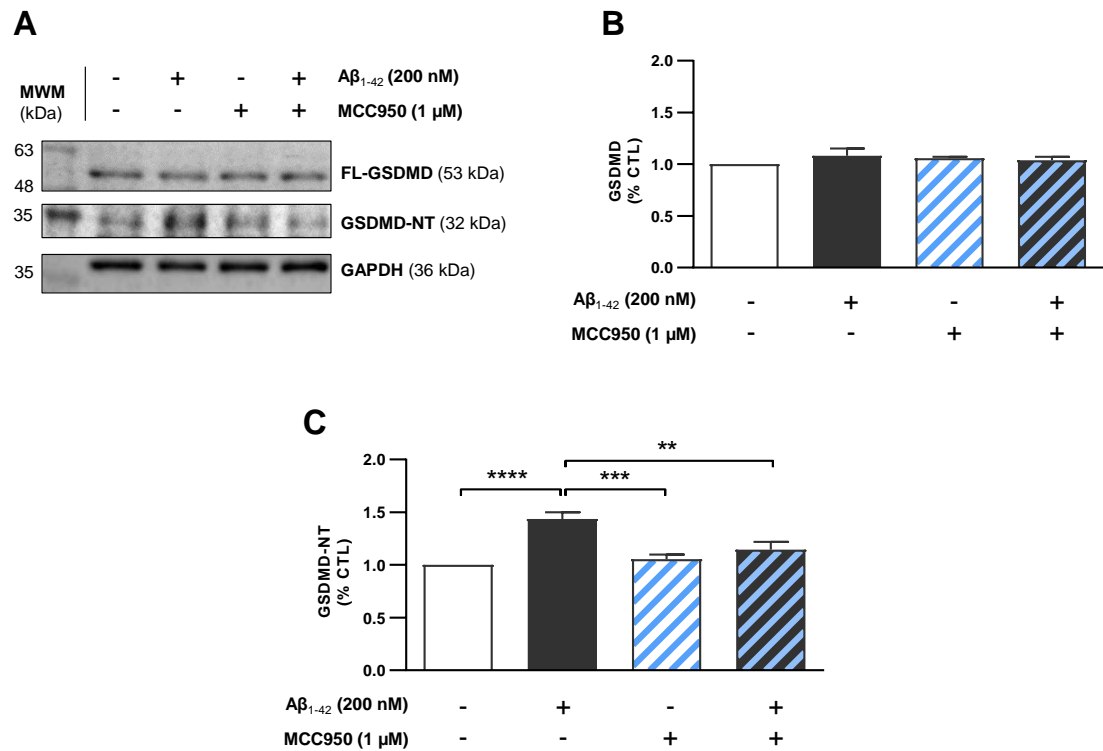 A
MWM
(kDa)
- + - + Aβ1-42 (200 nM)
- - + + MCC950 (1 µM)
63
48
FL-GSDMD (53 kDa)
35
GSDMD-NT (32 kDa)
35
GAPDH (36 kDa)
B
GSDMD
(% CTL)
2.0
1.5
1.0
0.5
0.0
Aβ1-42 (200 nM) - + - +
MCC950 (1 µM) - - + +
C
GSDMD-NT
(% CTL)
2.0
1.5
1.0
0.5
0.0
**
**** ***
Aβ1-42 (200 nM) - + - +
MCC950 (1 µM) - - + +